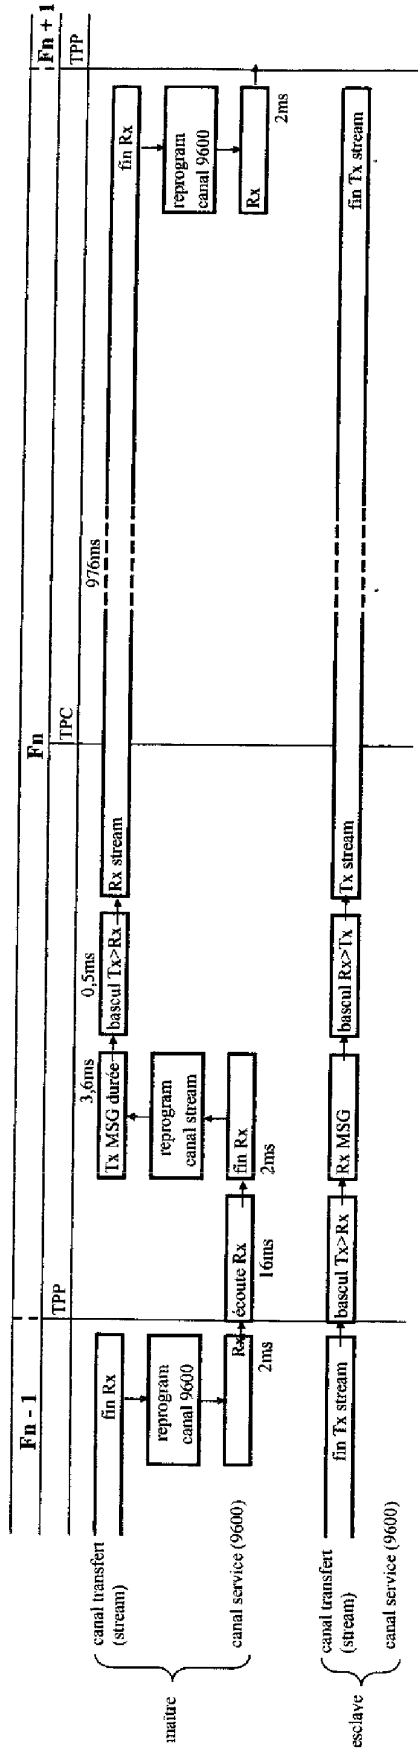 Fn - 1
Fn
Fn + 1
TPP
TPC
TPP
3,6ms
0,5ms
976ms
maître
canal transfert
(stream)
fin Rx
Tx MSG durée
bascul Tx>Rx
Rx stream
fin Rx
reprogram
canal 9600
reprogram
canal stream
reprogram
canal 9600
canal service (9600)
Rx
écoute Rx
fin Rx
Rx
2ms
16ms
2ms
2ms
esclave
canal transfert
(stream)
fin Tx stream
bascul Tx>Rx
Rx MSG
bascul Rx>Tx
Tx stream
fin Tx stream
canal service (9600)